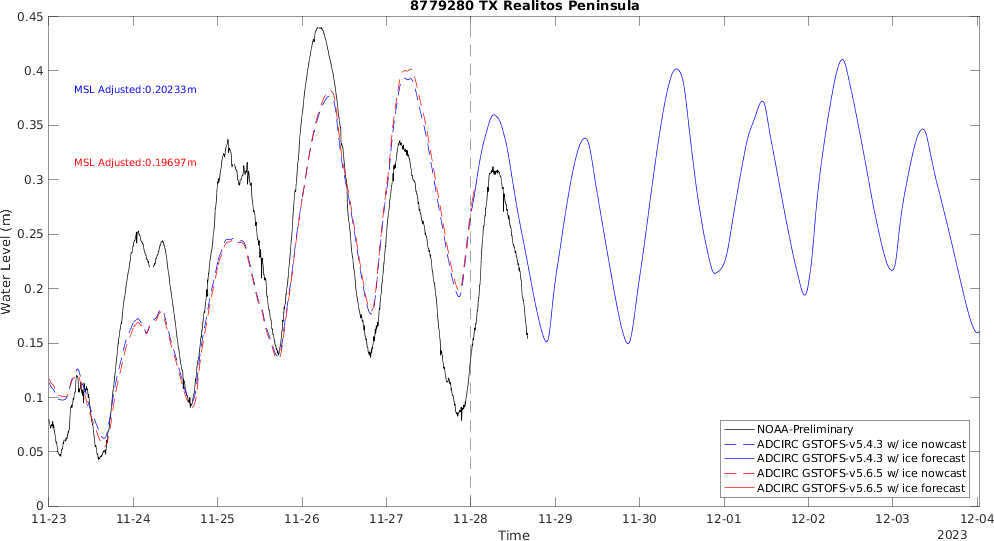 8779280 TX Realitos Peninsula
0.45
0.4
0.35
0.3
0.25
0.2
0.15
0.1
0.05
0
Water Level (m)
MSL Adjusted:0.20233m
MSL Adjusted:0.19697m
NOAA-Preliminary
ADCIRC GSTOFS-v5.4.3 w/ ice nowcast
ADCIRC GSTOFS-v5.4.3 w/ ice forecast
ADCIRC GSTOFS-v5.6.5 w/ ice nowcast
ADCIRC GSTOFS-v5.6.5 w/ ice forecast
11-23 11-24 11-25 11-26 11-27 11-28 11-29 11-30 12-01 12-02 12-03 12-04
Time
2023